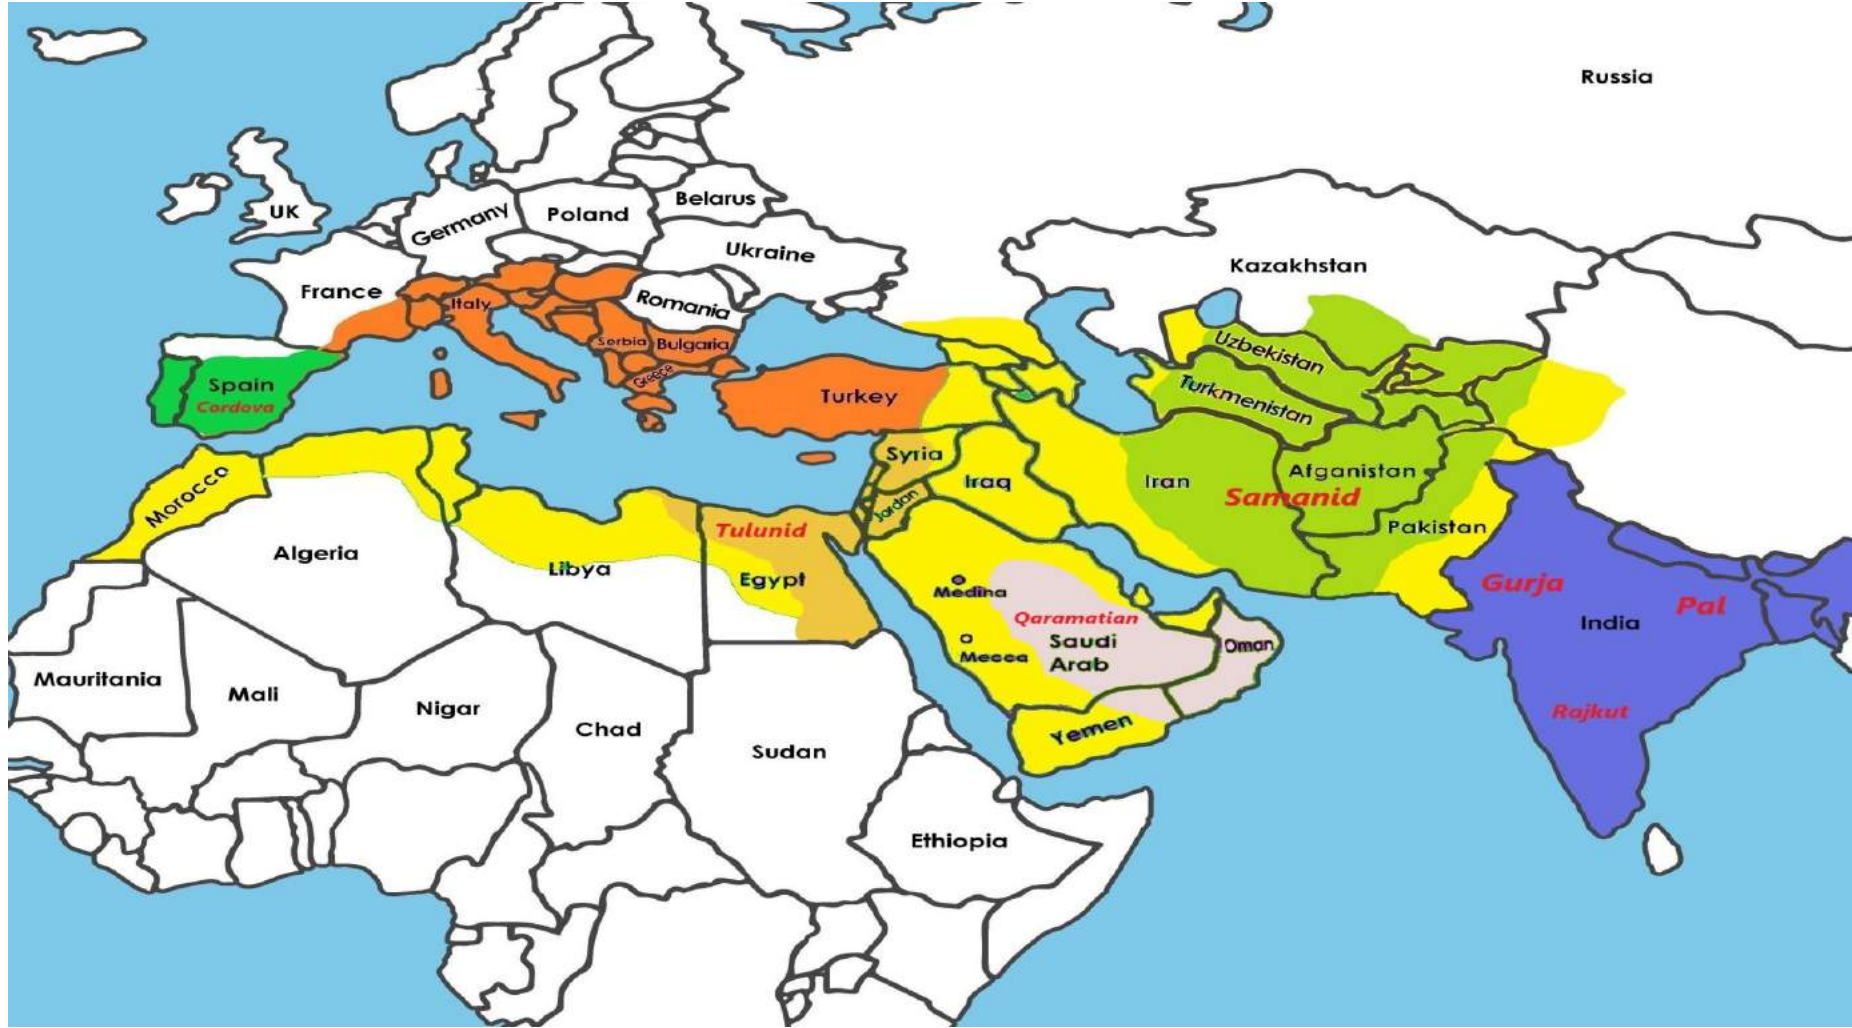 Russia
Belarus
UK
Germany
Poland
Ukraine
Kazakhstan
France
Italy
Romania
Serbia
Bulgaria
Uzbekistan
Greece
Spain
Cordova
Turkey
Turkmenistan
Syria
Iraq
Iran
Afganistan
Samanid
Morocco
Jordan
Tulunid
Pakistan
Algeria
Libya
Egypt
Medina
Gurja
Pal
Qaramatian
India
Saudi
Arab
Oman
Mecca
Mauritania
Mali
Nigar
Chad
Rajkut
Yemen
Sudan
Ethiopia